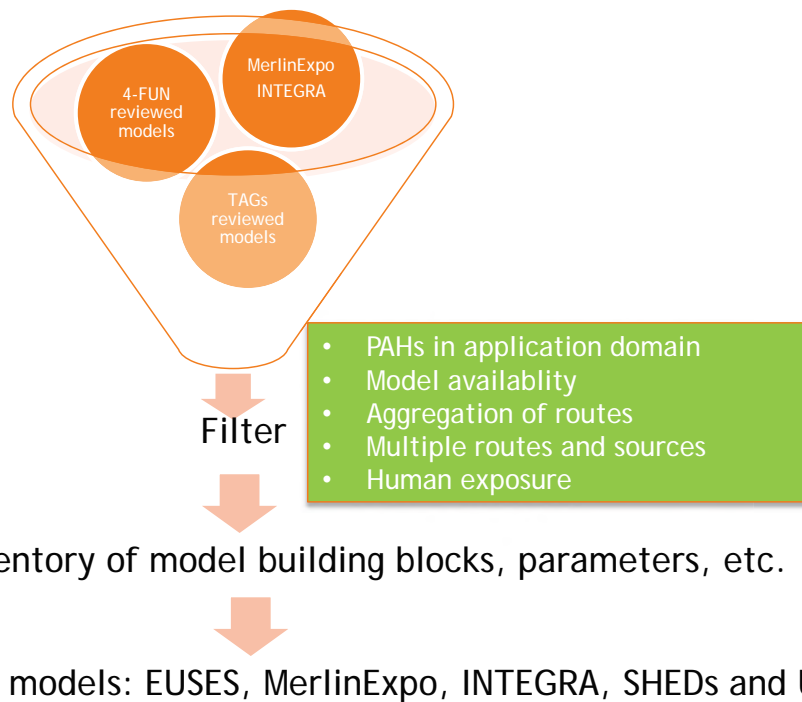 MerlinExpo
INTEGRA
4-FUN
reviewed
models
TAGs
reviewed
models
• PAHs in application domain
• Model availablity
• Aggregation of routes
• Multiple routes and sources
• Human exposure
Filter
entory of model building blocks, parameters, etc.
models: EUSES, MerlinExpo, INTEGRA, SHEDs and